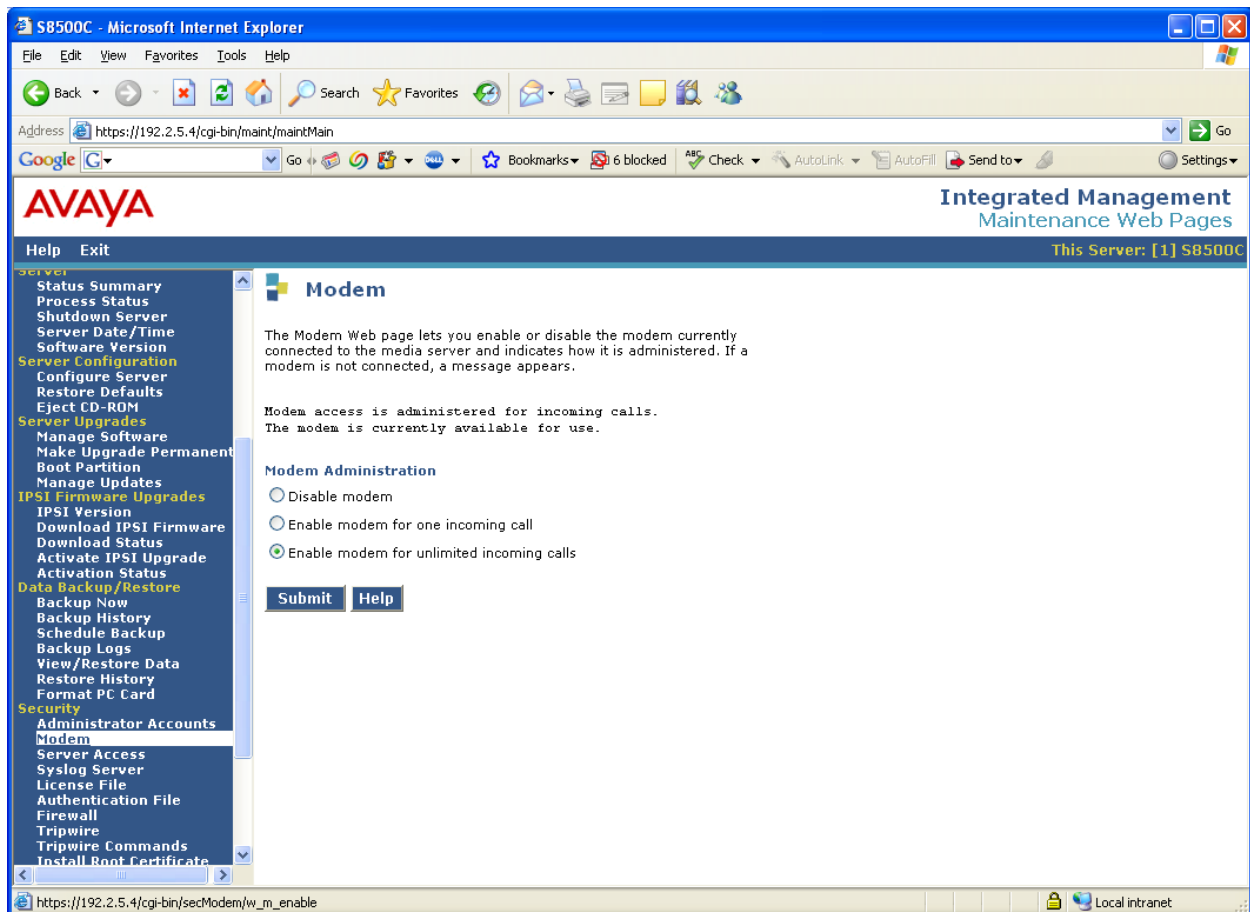 S8500C - Microsoft Internet Explorer
File Edit View Favorites Tools Help
Back Search Favorites
Address https://192.2.5.4/cgi-bin/maint/maintMain Go
Google G Go Bookmarks 6 blocked ABC Check AutoLink AutoFill Send to Settings
AVAYA
Integrated Management
Maintenance Web Pages
Help Exit
This Server: [1] S8500C
Server
Status Summary
Process Status
Shutdown Server
Server Date/Time
Software Version
Server Configuration
Configure Server
Restore Defaults
Eject CD-ROM
Server Upgrades
Manage Software
Make Upgrade Permanent
Boot Partition
Manage Updates
IPSI Firmware Upgrades
IPSI Version
Download IPSI Firmware
Download Status
Activate IPSI Upgrade
Activation Status
Data Backup/Restore
Backup Now
Backup History
Schedule Backup
Backup Logs
View/Restore Data
Restore History
Format PC Card
Security
Administrator Accounts
Modem
Server Access
Syslog Server
License File
Authentication File
Firewall
Tripwire
Tripwire Commands
Install Root Certificate
Modem
The Modem Web page lets you enable or disable the modem currently
connected to the media server and indicates how it is administered. If a
modem is not connected, a message appears.
Modem access is administered for incoming calls.
The modem is currently available for use.
Modem Administration
Disable modem
Enable modem for one incoming call
Enable modem for unlimited incoming calls
Submit Help
https://192.2.5.4/cgi-bin/secModem/w_m_enable
Local intranet